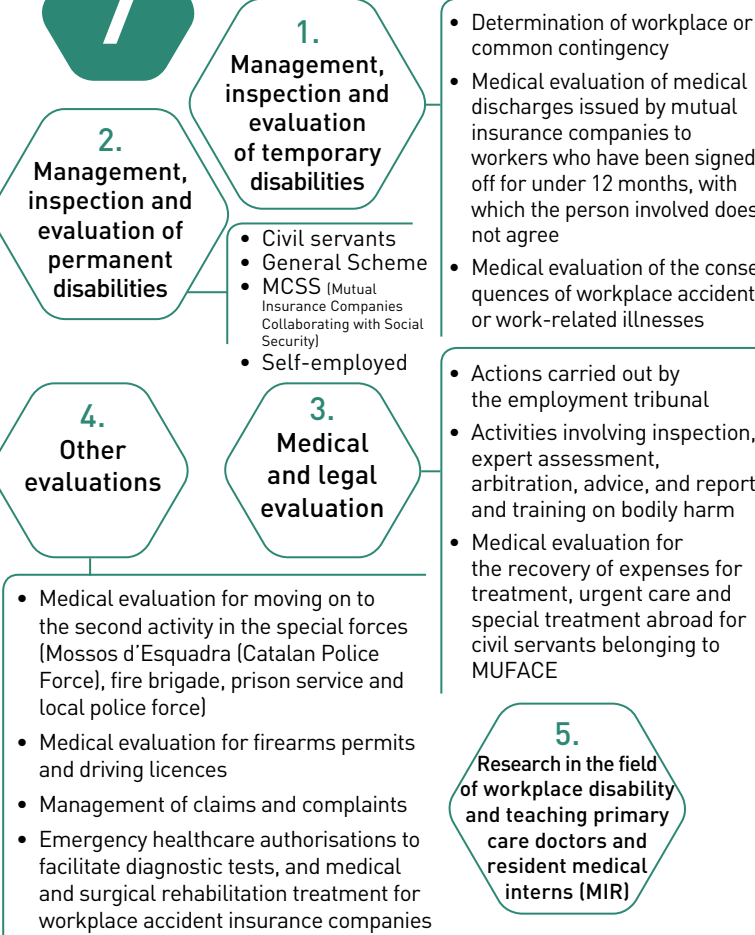 1.
Management,
inspection and
evaluation
of temporary
disabilities
• Determination of workplace or
common contingency
• Medical evaluation of medical
discharges issued by mutual
insurance companies to
workers who have been signed
off for under 12 months, with
which the person involved does
not agree
• Medical evaluation of the conse
quences of workplace accident
or work-related illnesses
2.
Management,
inspection and
evaluation of
permanent
disabilities
• Civil servants
• General Scheme
• MCSS (Mutual
Insurance Companies
Collaborating with Social
Security)
• Self-employed
3.
Medical
and legal
evaluation
• Actions carried out by
the employment tribunal
• Activities involving inspection,
expert assessment,
arbitration, advice, and report
and training on bodily harm
• Medical evaluation for
the recovery of expenses for
treatment, urgent care and
special treatment abroad for
civil servants belonging to
MUFACE
4.
Other
evaluations
• Medical evaluation for moving on to
the second activity in the special forces
(Mossos d'Esquadra (Catalan Police
Force), fire brigade, prison service and
local police force)
• Medical evaluation for firearms permits
and driving licences
• Management of claims and complaints
• Emergency healthcare authorisations to
facilitate diagnostic tests, and medical
and surgical rehabilitation treatment for
workplace accident insurance companies
5.
Research in the field
of workplace disability
and teaching primary
care doctors and
resident medical
interns (MIR)